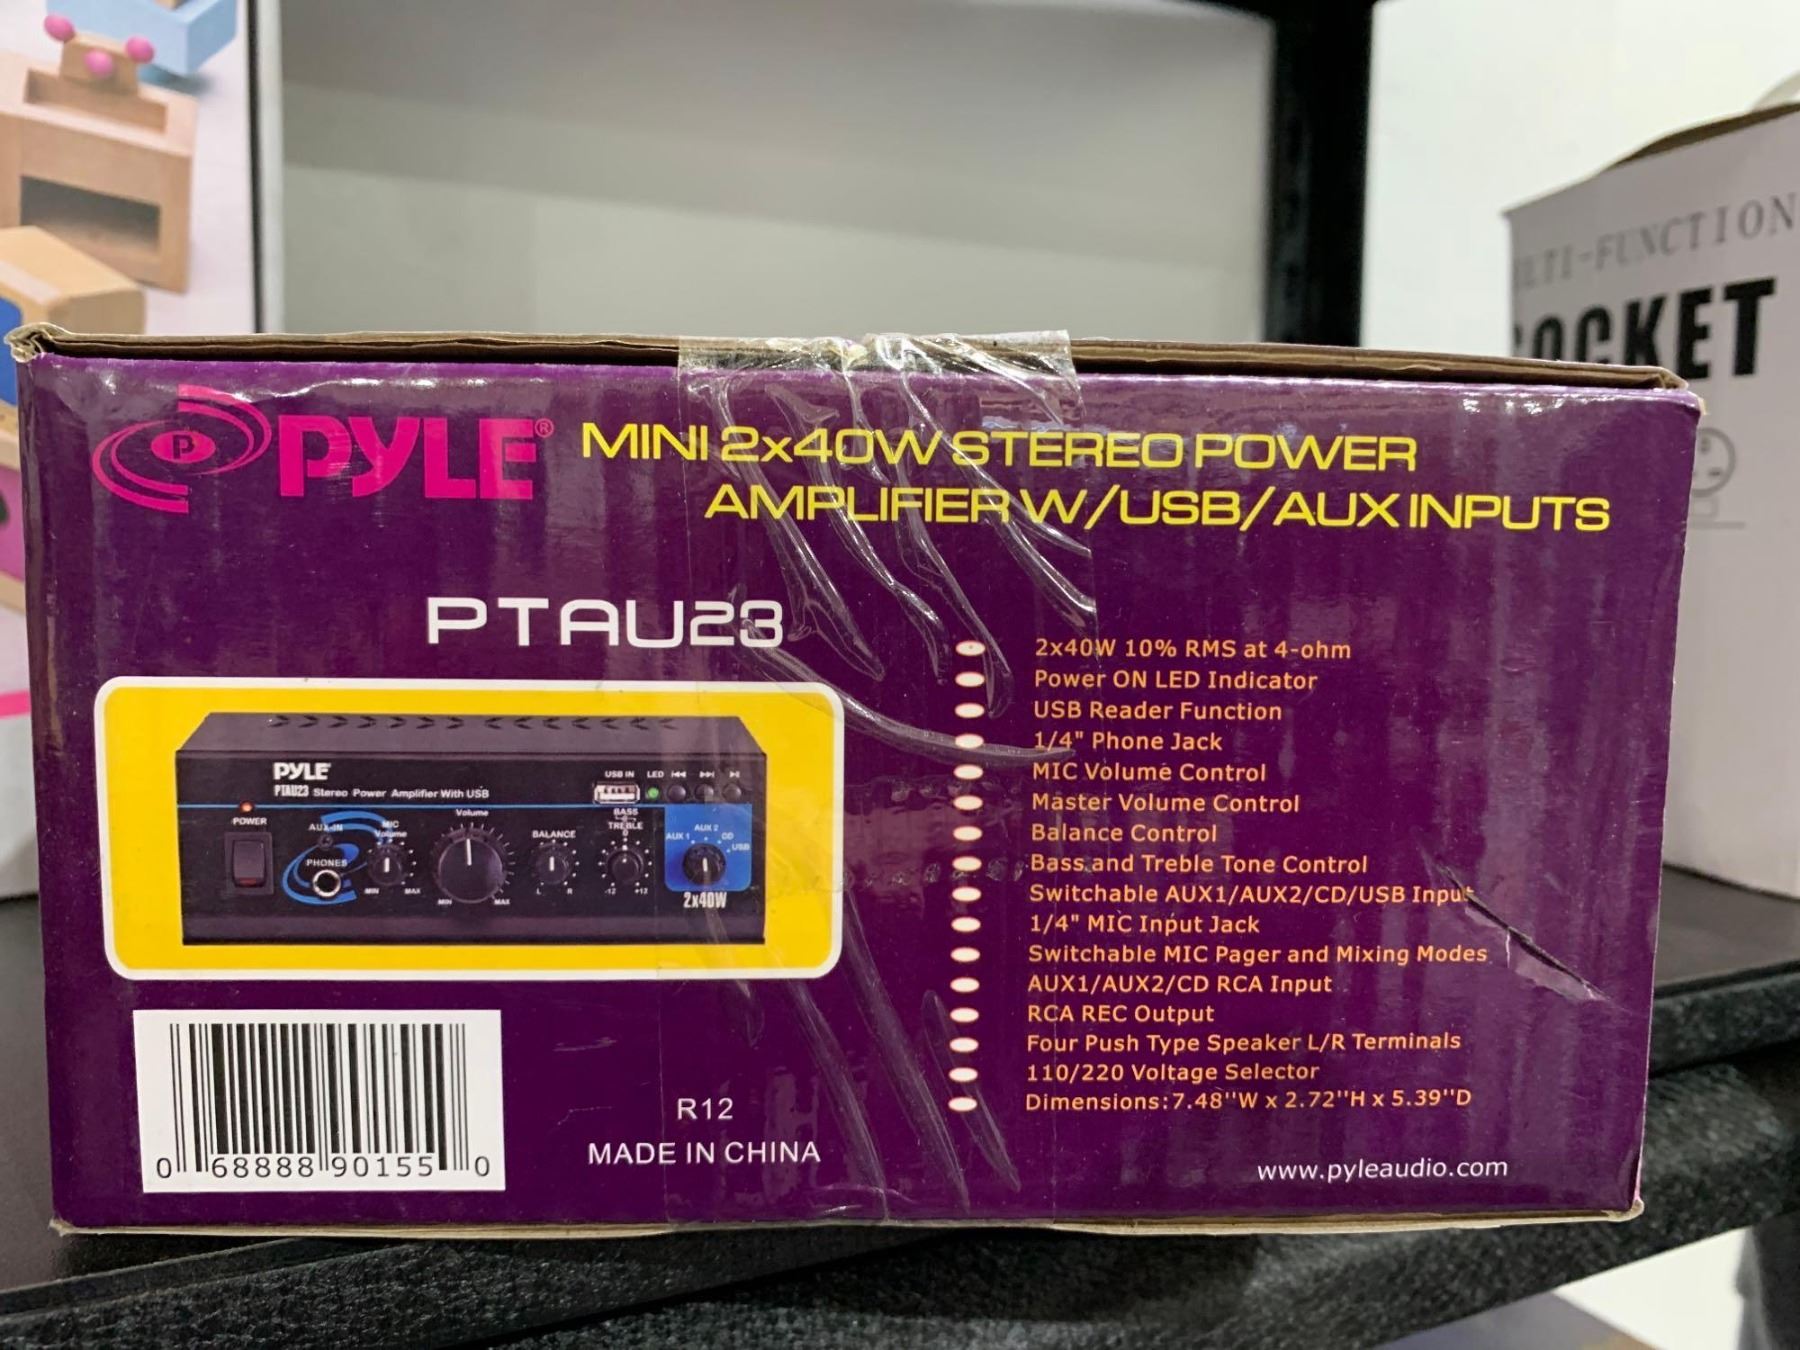 PYLE®
MINI 2x40W STEREO POWER
AMPLIFIER W/USB/AUX INPUTS
PTAU23
PYLE
PTAU23 Stereo Power Amplifier With USB
USB IN LED
POWER
AUX-IN
MIC
Volume
Volume
BALANCE
BASS
TREBLE
AUX 1
AUX 2
CD
USB
PHONES
MIN MAX
MIN MAX
L R
-12 +12
2x40W
2x40W 10% RMS at 4-ohm
Power ON LED Indicator
USB Reader Function
1/4" Phone Jack
MIC Volume Control
Master Volume Control
Balance Control
Bass and Treble Tone Control
Switchable AUX1/AUX2/CD/USB Input
1/4" MIC Input Jack
Switchable MIC Pager and Mixing Modes
AUX1/AUX2/CD RCA Input
RCA REC Output
Four Push Type Speaker L/R Terminals
110/220 Voltage Selector
Dimensions:7.48''W x 2.72''H x 5.39''D
0 68888 90155 0
R12
MADE IN CHINA
www.pyleaudio.com